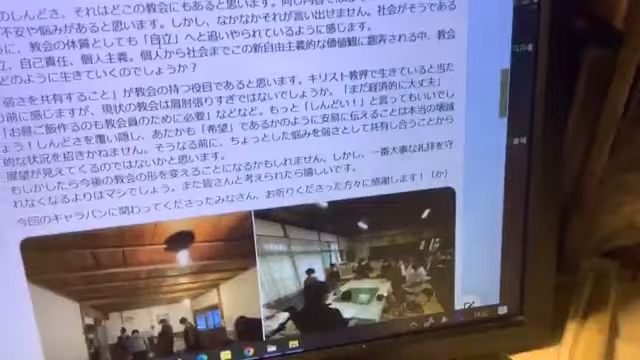 のしんどさ、それはどこの教会にもあると思います。同じ内容では
不安や悩みがあると思います。しかし、なかなかそれが言い出せません。社会がそうである
うに、教会の体質としても「自立」へと追いやられているように感じます。
立、自己責任、個人主義。個人から社会までこの新自由主義的な価値観に翻弄される中、教会
どのように生きていくのでしょうか？
弱さを共有すること」が教会の持つ役目であると思います。キリスト教界で生きていると当た
り前に感じますが、現状の教会は肩肘張りすぎではないでしょうか。「まだ経済的に大丈夫」
「お昼ご飯作るのも教会員のために必要」などなど。もっと「しんどい！」と言ってもいいでし
ょう！しんどさを覆い隠し、あたかも「希望」であるかのように安易に伝えることは本当の壊滅
的な状況を招きかねません。そうなる前に、ちょっとした悩みを弱さとして共有し合うことから
展望が見えてくるのではないかと思います。
もしかしたら今後の教会の形を変えることになるかもしれません。しかし、一番大事な礼拝を守
れなくなるよりはマシでしょう。また皆さんと考えられたら嬉しいです。
今回のキャラバンに関わってくださったみなさん、お祈りくださった方々に感謝します！（か）